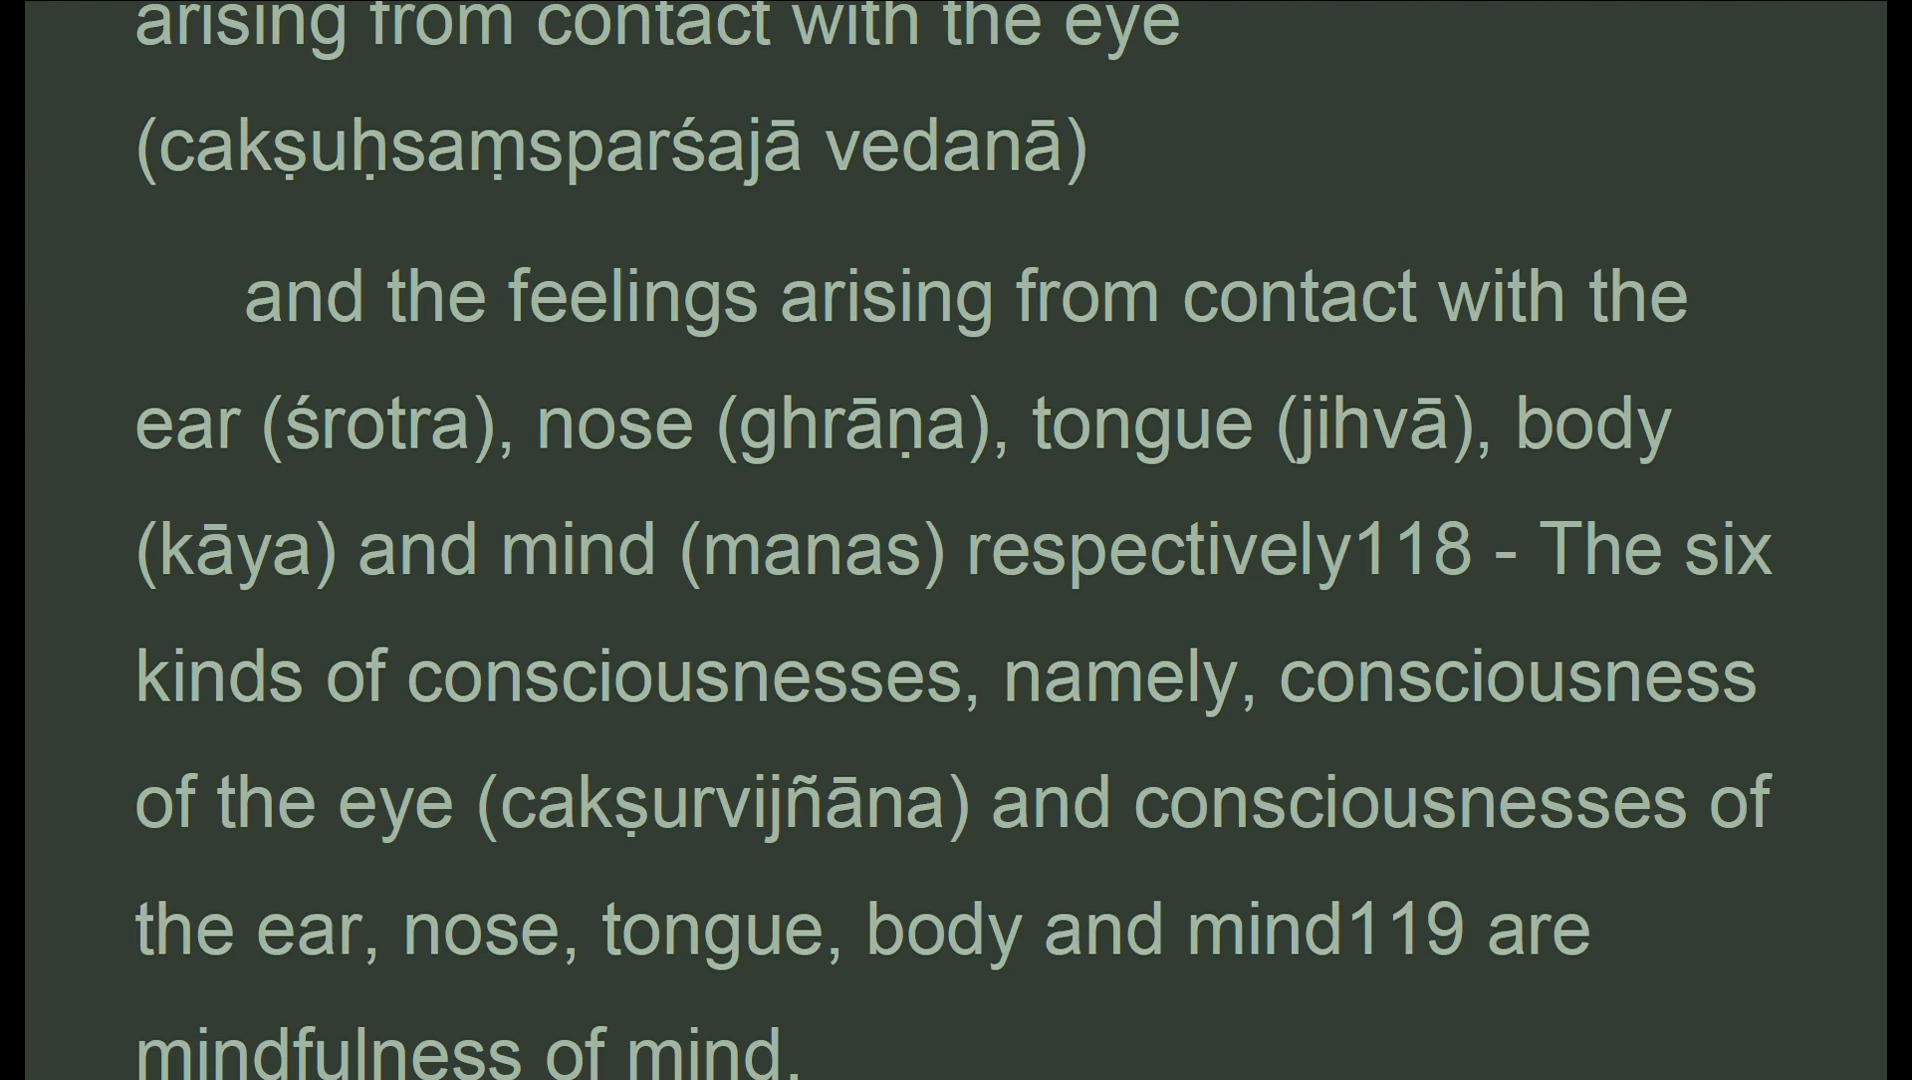 arising from contact with the eye
(cakṣuḥsaṃsparśajā vedanā)
and the feelings arising from contact with the
ear (śrotra), nose (ghrāṇa), tongue (jihvā), body
(kāya) and mind (manas) respectively118 - The six
kinds of consciousnesses, namely, consciousness
of the eye (cakṣurvijñāna) and consciousnesses of
the ear, nose, tongue, body and mind119 are
mindfulness of mind.